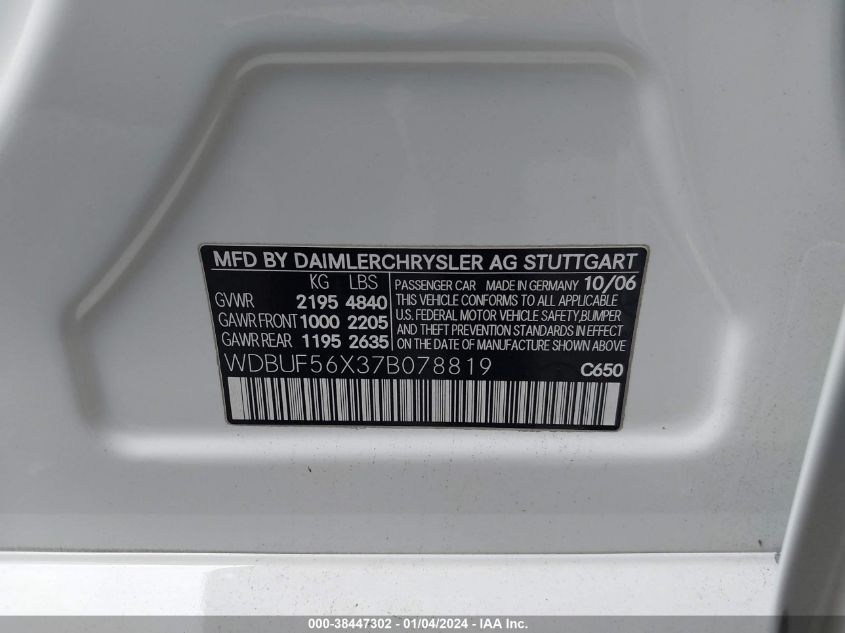 MFD BY DAIMLERCHRYSLER AG STUTTGART
KG LBS
GVWR 2195 4840
GAWR FRONT 1000 2205
GAWR REAR 1195 2635
PASSENGER CAR MADE IN GERMANY 10/06
THIS VEHICLE CONFORMS TO ALL APPLICABLE
U.S. FEDERAL MOTOR VEHICLE SAFETY,BUMPER
AND THEFT PREVENTION STANDARDS IN EFFECT
ON THE DATE OF MANUFACTURE SHOWN ABOVE.
WDBUF56X37B078819 C650
000-38447302 - 01/04/2024 - IAA Inc.